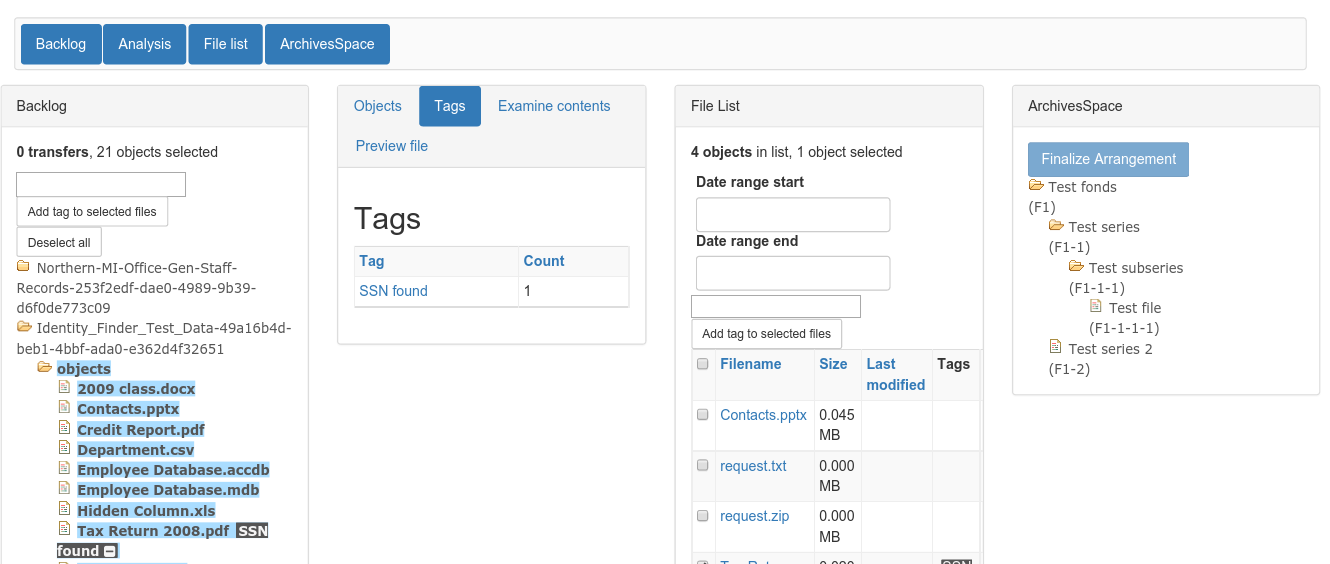 Backlog Analysis File list ArchivesSpace
Backlog
0 transfers, 21 objects selected
Add tag to selected files
Deselect all
Northern-MI-Office-Gen-Staff-
Records-253f2edf-dae0-4989-9b39-
d6f0de773c09
Identity_Finder_Test_Data-49a16b4d-
beb1-4bbf-ada0-e362d4f32651
objects
2009 class.docx
Contacts.pptx
Credit Report.pdf
Department.csv
Employee Database.accdb
Employee Database.mdb
Hidden Column.xls
Tax Return 2008.pdf SSN
found
Objects Tags Examine contents
Preview file
Tags
Tag Count
SSN found 1
File List
4 objects in list, 1 object selected
Date range start
Date range end
Add tag to selected files
Filename Size Last Tags
modified
Contacts.pptx 0.045
MB
request.txt 0.000
MB
request.zip 0.000
MB
ArchivesSpace
Finalize Arrangement
Test fonds
(F1)
Test series
(F1-1)
Test subseries
(F1-1-1)
Test file
(F1-1-1-1)
Test series 2
(F1-2)